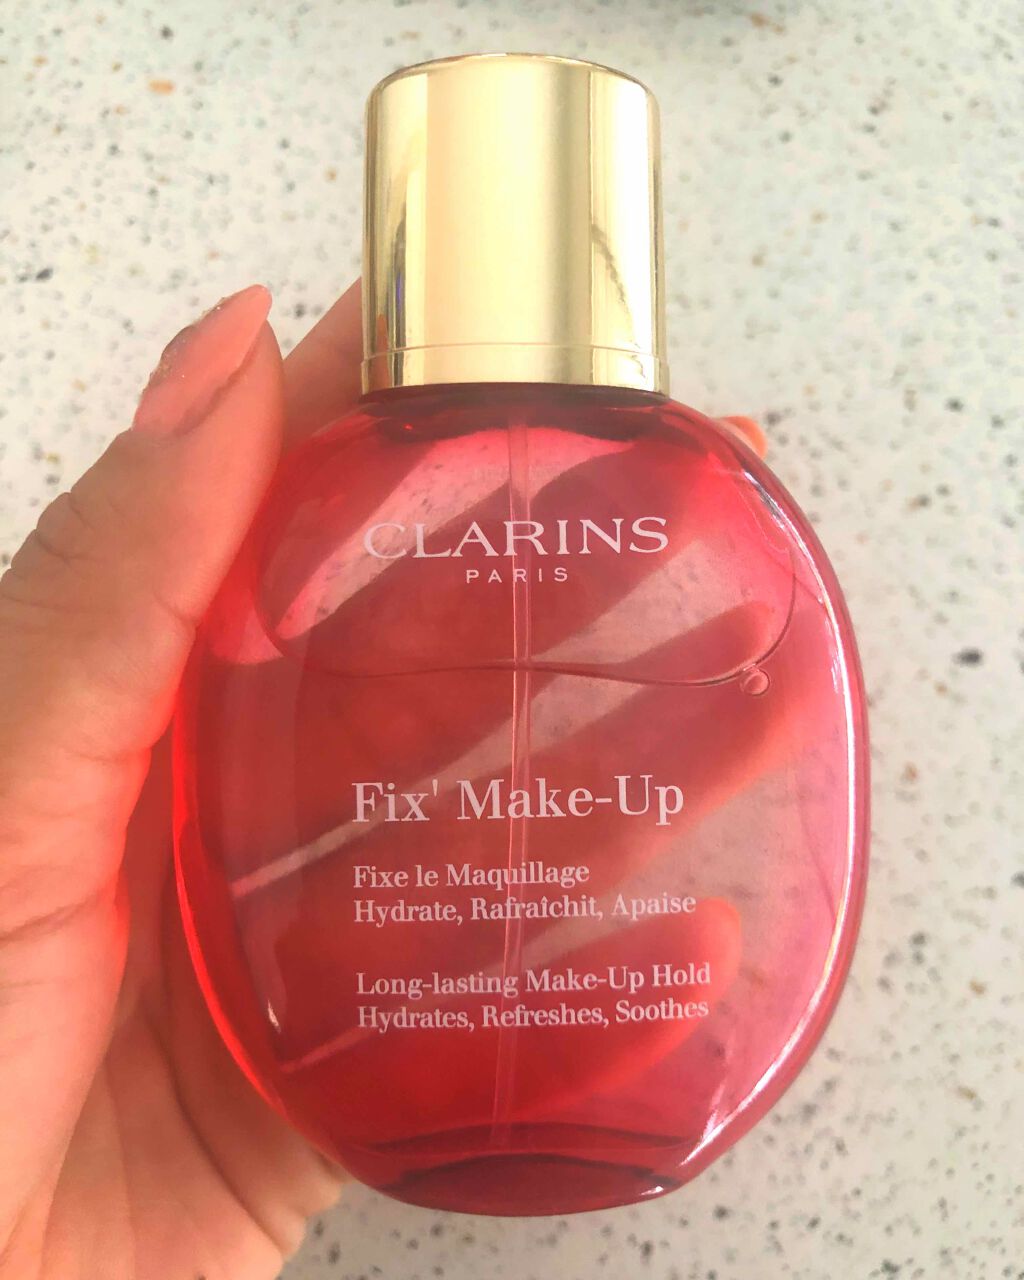 CLARINS
PARIS
Fix' Make-Up
Fixe le Maquillage
Hydrate, Rafraîchit, Apaise
Long-lasting Make-Up Hold
Hydrates, Refreshes, Soothes